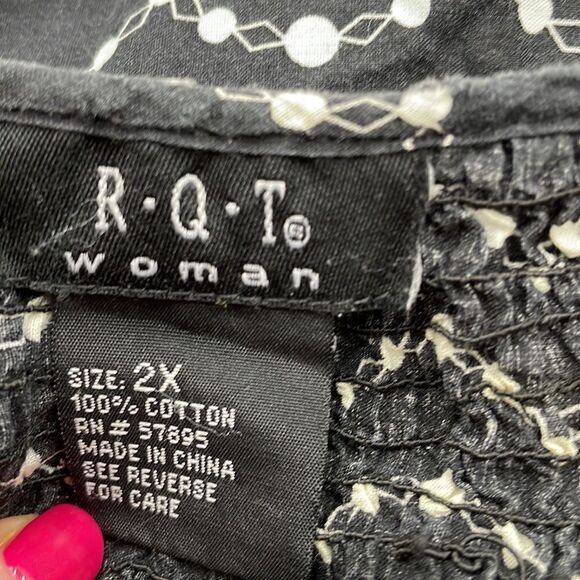 R·Q·T®
woman
SIZE: 2X
100% COTTON
RN# 57895
MADE IN CHINA
SEE REVERSE
FOR CARE